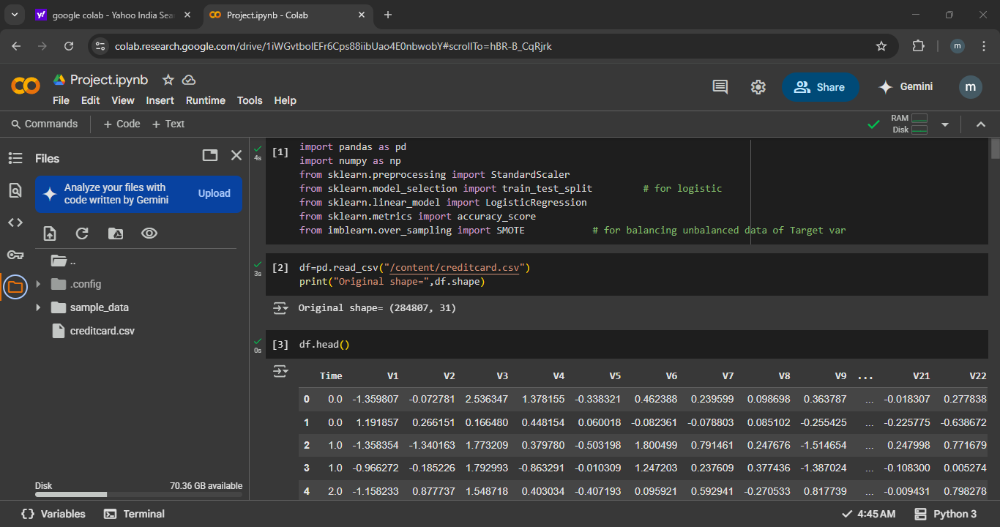 google colab - Yahoo India Sea
Project.ipynb - Colab
colab.research.google.com/drive/1iWGvtbolEFr6Cps88iibUao4E0nbwobY#scrollTo=hBR-B_CqRjrk
m
Project.ipynb
File Edit View Insert Runtime Tools Help
Share
Gemini
m
Commands + Code + Text
RAM
Disk
Files
Analyze your files with
code written by Gemini
Upload
..
.config
sample_data
creditcard.csv
Disk 70.36 GB available
4s
[1] import pandas as pd
import numpy as np
from sklearn.preprocessing import StandardScaler
from sklearn.model_selection import train_test_split # for logistic
from sklearn.linear_model import LogisticRegression
from sklearn.metrics import accuracy_score
from imblearn.over_sampling import SMOTE # for balancing unbalanced data of Target var
3s
[2] df=pd.read_csv("/content/creditcard.csv")
print("Original shape=",df.shape)
Original shape= (284807, 31)
0s
[3] df.head()
Time V1 V2 V3 V4 V5 V6 V7 V8 V9 ... V21 V22
0 0.0 -1.359807 -0.072781 2.536347 1.378155 -0.338321 0.462388 0.239599 0.098698 0.363787 ... -0.018307 0.277838
1 0.0 1.191857 0.266151 0.166480 0.448154 0.060018 -0.082361 -0.078803 0.085102 -0.255425 ... -0.225775 -0.638672
2 1.0 -1.358354 -1.340163 1.773209 0.379780 -0.503198 1.800499 0.791461 0.247676 -1.514654 ... 0.247998 0.771679
3 1.0 -0.966272 -0.185226 1.792993 -0.863291 -0.010309 1.247203 0.237609 0.377436 -1.387024 ... -0.108300 0.005274
4 2.0 -1.158233 0.877737 1.548718 0.403034 -0.407193 0.095921 0.592941 -0.270533 0.817739 ... -0.009431 0.798278
Variables Terminal
4:45 AM Python 3